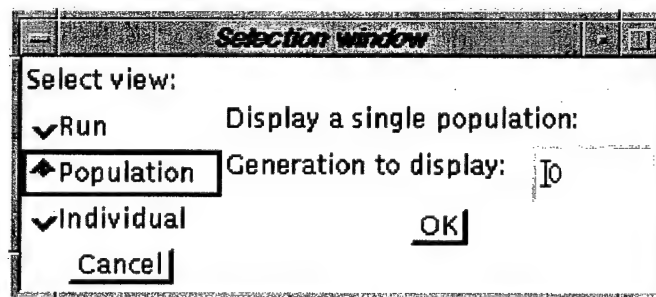 Selection window
Select view:
Run
Display a single population:
Population
Generation to display:
0
Individual
OK
Cancel